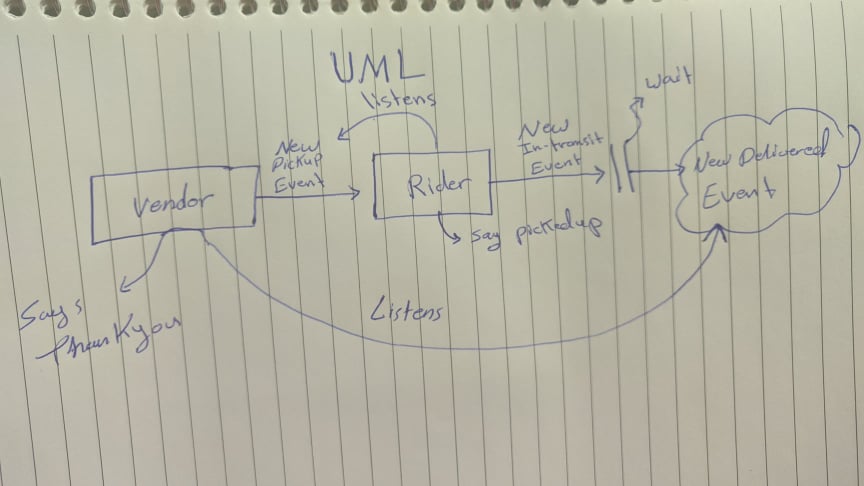 UML
listens
wait
New
Pickup
Event
New
In-transit
Event
Vendor
Rider
New Delivered
Event
say pickedup
Says
thankyou
Listens